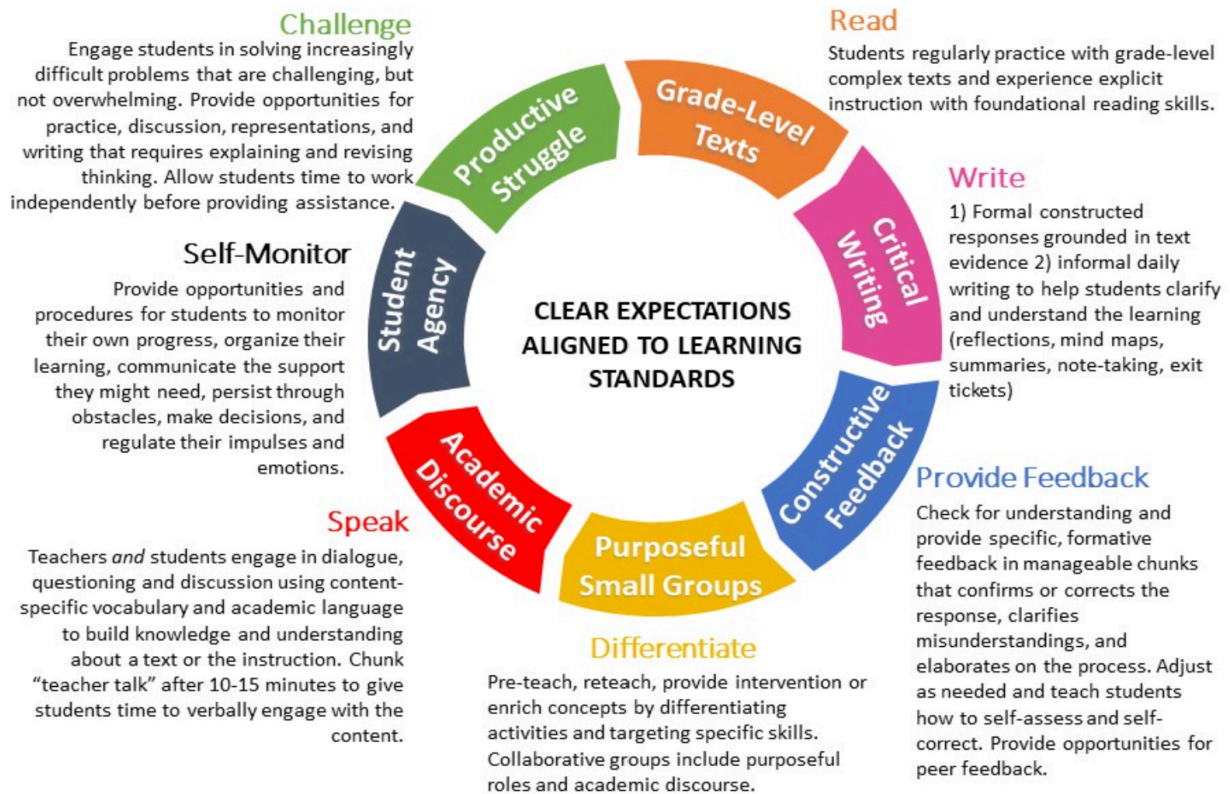 Challenge
Engage students in solving increasingly
difficult problems that are challenging, but
not overwhelming. Provide opportunities for
practice, discussion, representations, and
writing that requires explaining and revising
thinking. Allow students time to work
independently before providing assistance.
Productive
Struggle
Grade-Level
Texts
Read
Students regularly practice with grade-level
complex texts and experience explicit
instruction with foundational reading skills.
Critical
Writing
Write
1) Formal constructed
responses grounded in text
evidence 2) informal daily
writing to help students clarify
and understand the learning
(reflections, mind maps,
summaries, note-taking, exit
tickets)
Self-Monitor
Provide opportunities and
procedures for students to monitor
their own progress, organize their
learning, communicate the support
they might need, persist through
obstacles, make decisions, and
regulate their impulses and
emotions.
Student
Agency
CLEAR EXPECTATIONS
ALIGNED TO LEARNING
STANDARDS
Constructive
Feedback
Provide Feedback
Check for understanding and
provide specific, formative
feedback in manageable chunks
that confirms or corrects the
response, clarifies
misunderstandings, and
elaborates on the process. Adjust
as needed and teach students
how to self-assess and self-
correct. Provide opportunities for
peer feedback.
Academic
Discourse
Speak
Teachers and students engage in dialogue,
questioning and discussion using content-
specific vocabulary and academic language
to build knowledge and understanding
about a text or the instruction. Chunk
“teacher talk” after 10-15 minutes to give
students time to verbally engage with the
content.
Purposeful
Small Groups
Differentiate
Pre-teach, reteach, provide intervention or
enrich concepts by differentiating
activities and targeting specific skills.
Collaborative groups include purposeful
roles and academic discourse.